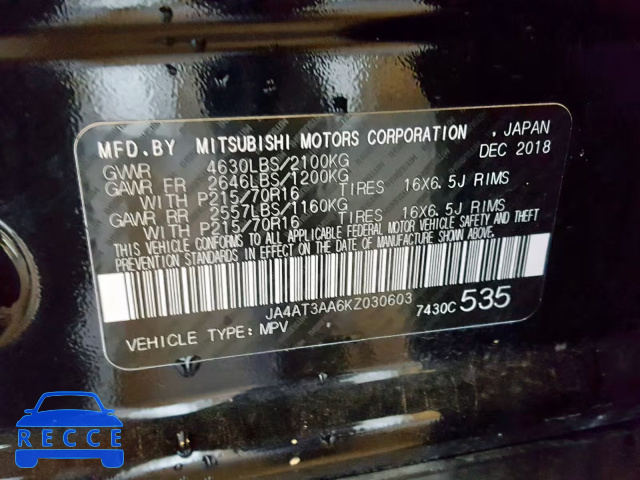 MFD.BY MITSUBISHI MOTORS CORPORATION , JAPAN
GVWR 4630LBS/2100KG DEC 2018
GAWR FR 2646LBS/1200KG
WITH P215/70R16 TIRES 16X6.5J RIMS
GAWR RR 2557LBS/1160KG
WITH P215/70R16 TIRES 16X6.5J RIMS
THIS VEHICLE CONFORMS TO ALL APPLICABLE FEDERAL MOTOR VEHICLE SAFETY AND THEFT
PREVENTION STANDARDS IN EFFECT ON THE DATE OF MANUFACTURE SHOWN ABOVE.
JA4AT3AA6KZ030603 7430C 535
VEHICLE TYPE: MPV
RECCE